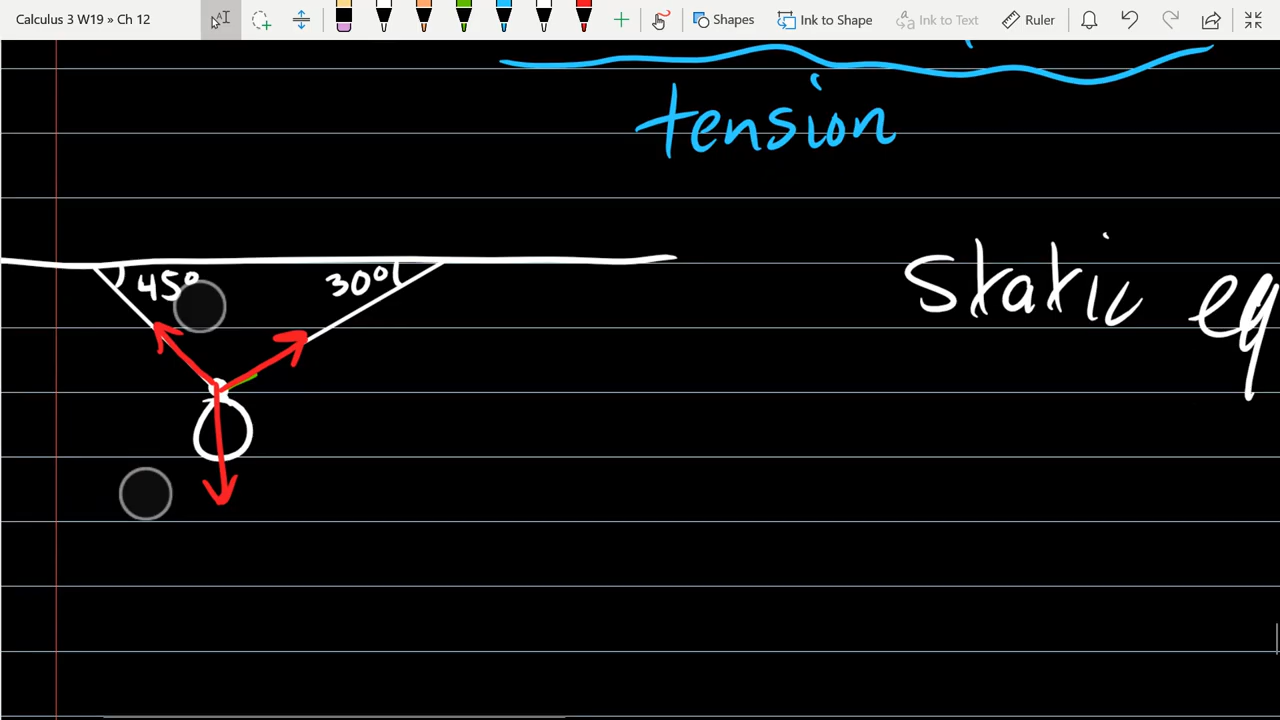 Calculus 3 W19 » Ch 12
Shapes
Ink to Shape
Ink to Text
Ruler
tension
45°
30°
Static eq